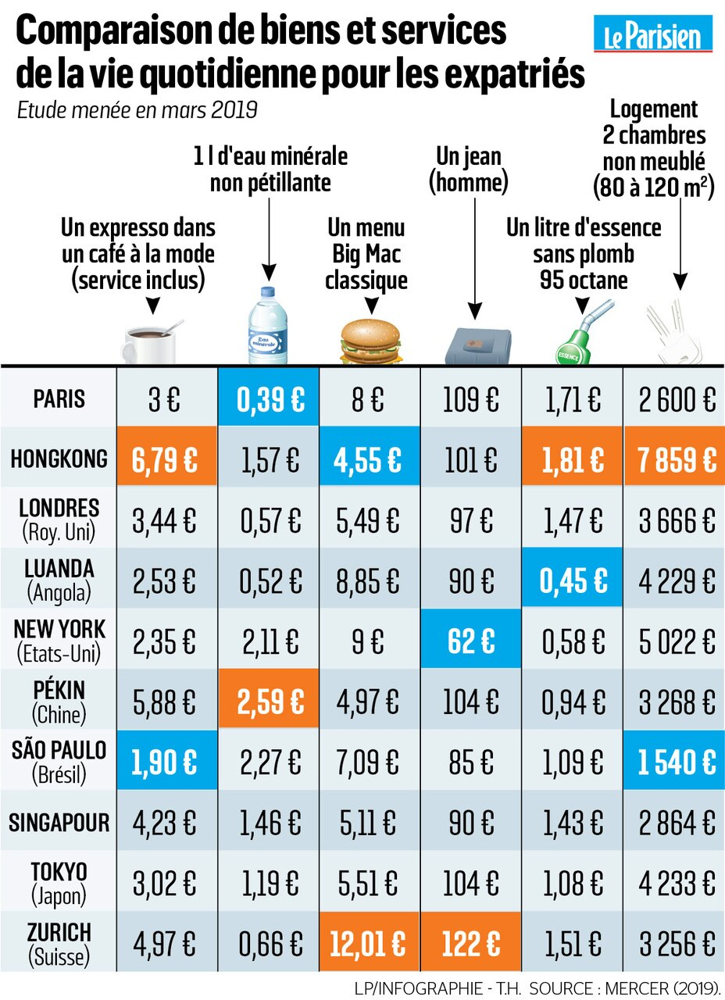 Comparaison de biens et services
de la vie quotidienne pour les expatriés
Le Parisien
Etude menée en mars 2019
Un expresso dans
un café à la mode
(service inclus)
1 l d'eau minérale
non pétillante
Un menu
Big Mac
classique
Un jean
(homme)
Un litre d'essence
sans plomb
95 octane
Logement
2 chambres
non meublé
(80 à 120 m²)
Eau
minérale
ESSENCE
PARIS 3 € 0,39 € 8 € 109 € 1,71 € 2 600 €
HONGKONG 6,79 € 1,57 € 4,55 € 101 € 1,81 € 7 859 €
LONDRES
(Roy. Uni) 3,44 € 0,57 € 5,49 € 97 € 1,47 € 3 666 €
LUANDA
(Angola) 2,53 € 0,52 € 8,85 € 90 € 0,45 € 4 229 €
NEW YORK
(Etats-Uni) 2,35 € 2,11 € 9 € 62 € 0,58 € 5 022 €
PÉKIN
(Chine) 5,88 € 2,59 € 4,97 € 104 € 0,94 € 3 268 €
SÃO PAULO
(Brésil) 1,90 € 2,27 € 7,09 € 85 € 1,09 € 1 540 €
SINGAPOUR 4,23 € 1,46 € 5,11 € 90 € 1,43 € 2 864 €
TOKYO
(Japon) 3,02 € 1,19 € 5,51 € 104 € 1,08 € 4 233 €
ZURICH
(Suisse) 4,97 € 0,66 € 12,01 € 122 € 1,51 € 3 256 €
LP/INFOGRAPHIE - T.H. SOURCE : MERCER (2019).